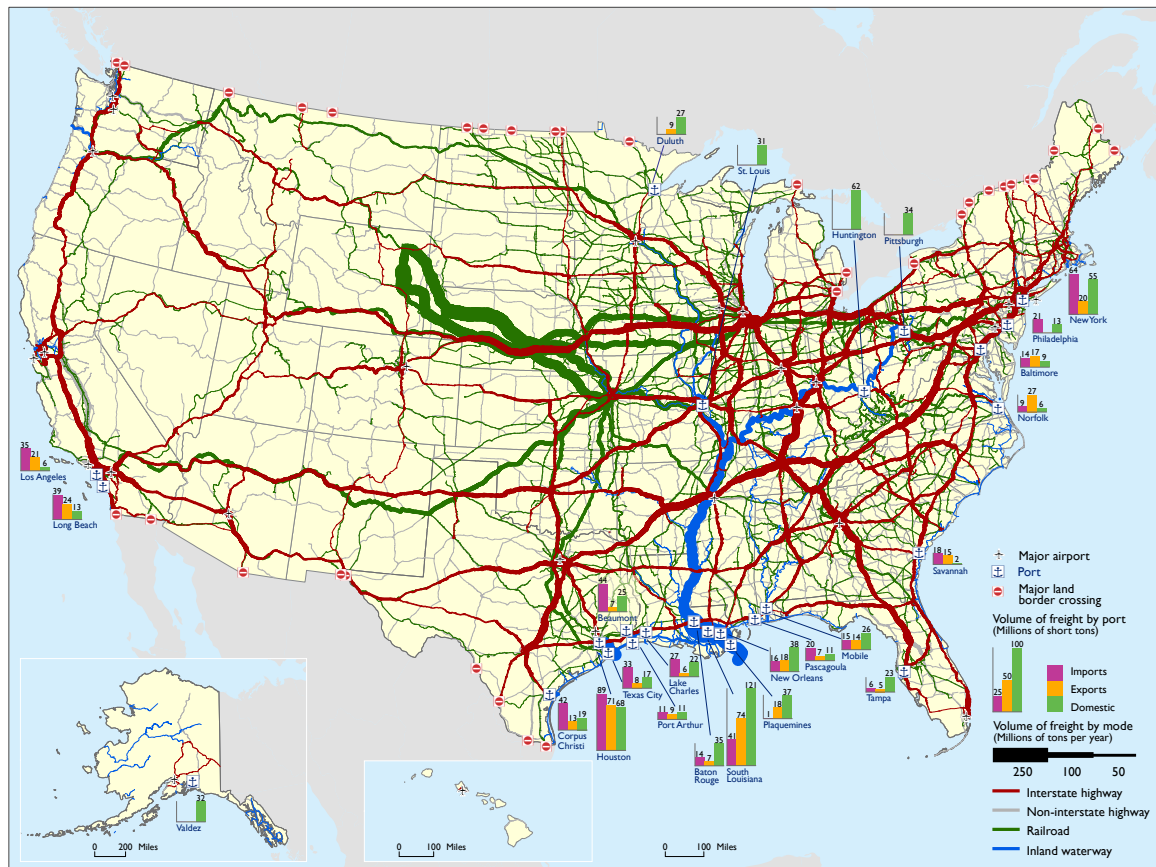 27
9
Duluth
31
St. Louis
62
Huntington
34
Pittsburgh
64
55
20
New York
21
13
Philadelphia
14 17 9
Baltimore
27
9
6
Norfolk
35
21
6
Los Angeles
39
24
13
Long Beach
18 15
2
Savannah
44
25
7
Beaumont
Major airport
Port
Major land
border crossing
Volume of freight by port
(Millions of short tons)
100
50
25
Imports
Exports
Domestic
Volume of freight by mode
(Millions of tons per year)
250 100 50
Interstate highway
Non-interstate highway
Railroad
Inland waterway
26
15 14
Mobile
20
7 11
Pascagoula
38
16 18
New Orleans
23
6 5
Tampa
27
22
6
Lake
Charles
33
17
8
Texas City
11 9 11
Port Arthur
37
18
1
Plaquemines
121
74
41
South
Louisiana
35
14
7
Baton
Rouge
89
71 68
Houston
42
19
13
Corpus
Christi
32
Valdez
0 200 Miles
0 100 Miles
0 100 Miles